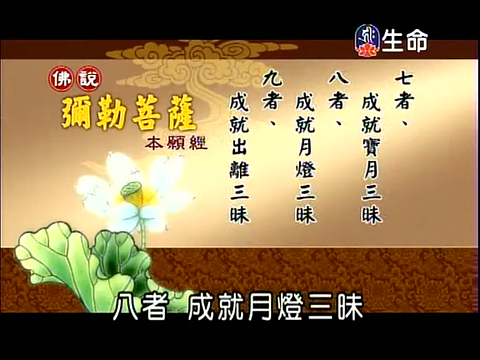 生命
佛說
彌勒菩薩
本願經
七者、
成就寶月三昧
八者、
成就月燈三昧
九者、
成就出離三昧
八者 成就月燈三昧